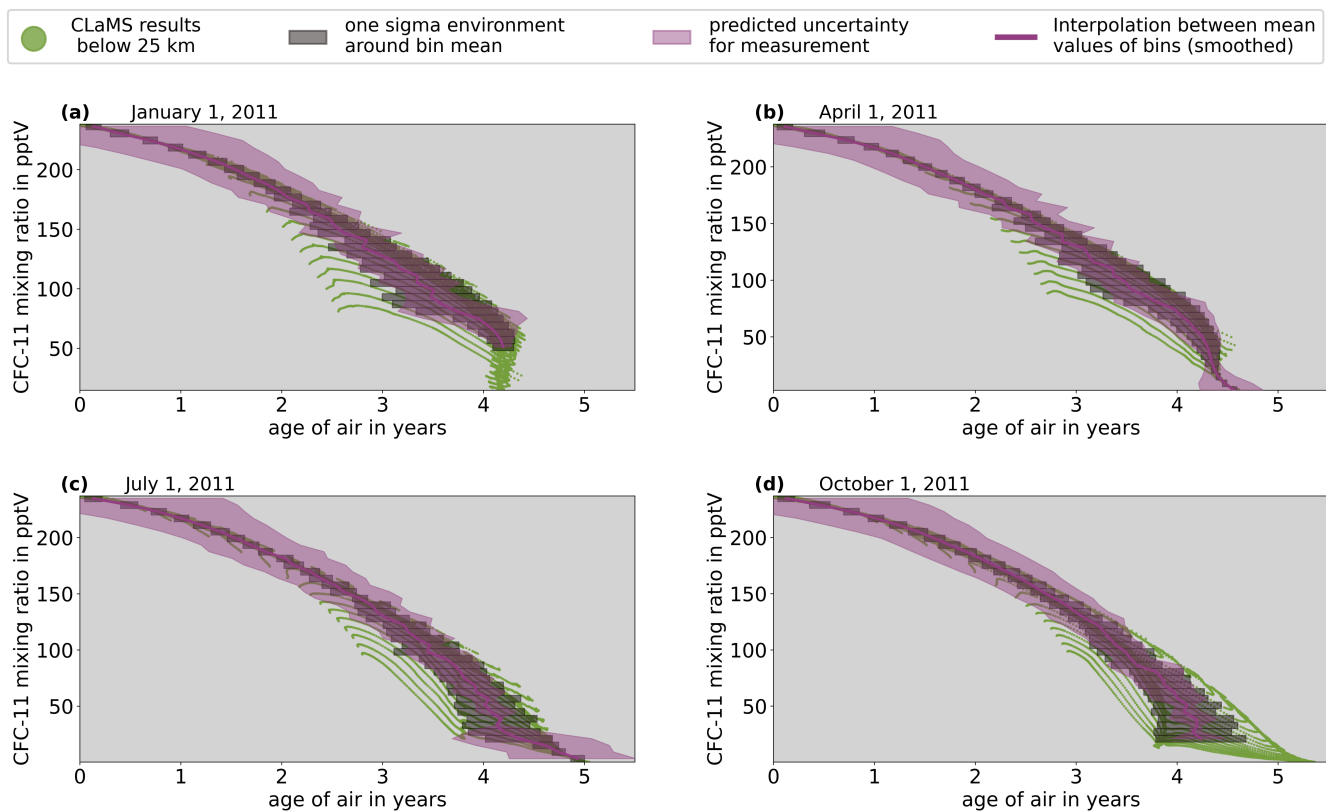 CLaMS results
below 25 km
one sigma environment
around bin mean
predicted uncertainty
for measurement
Interpolation between mean
values of bins (smoothed)
(a) January 1, 2011
CFC-11 mixing ratio in pptV
200
150
100
50
0 1 2 3 4 5
age of air in years
(b) April 1, 2011
CFC-11 mixing ratio in pptV
200
150
100
50
0 1 2 3 4 5
age of air in years
(c) July 1, 2011
CFC-11 mixing ratio in pptV
200
150
100
50
0 1 2 3 4 5
age of air in years
(d) October 1, 2011
CFC-11 mixing ratio in pptV
200
150
100
50
0 1 2 3 4 5
age of air in years